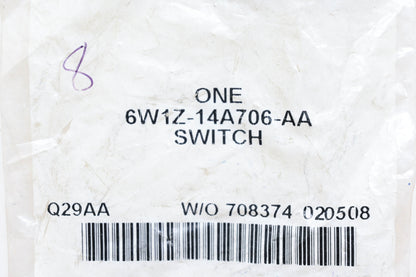 8
ONE
6W1Z-14A706-AA
SWITCH
Q29AA W/O 708374 020508